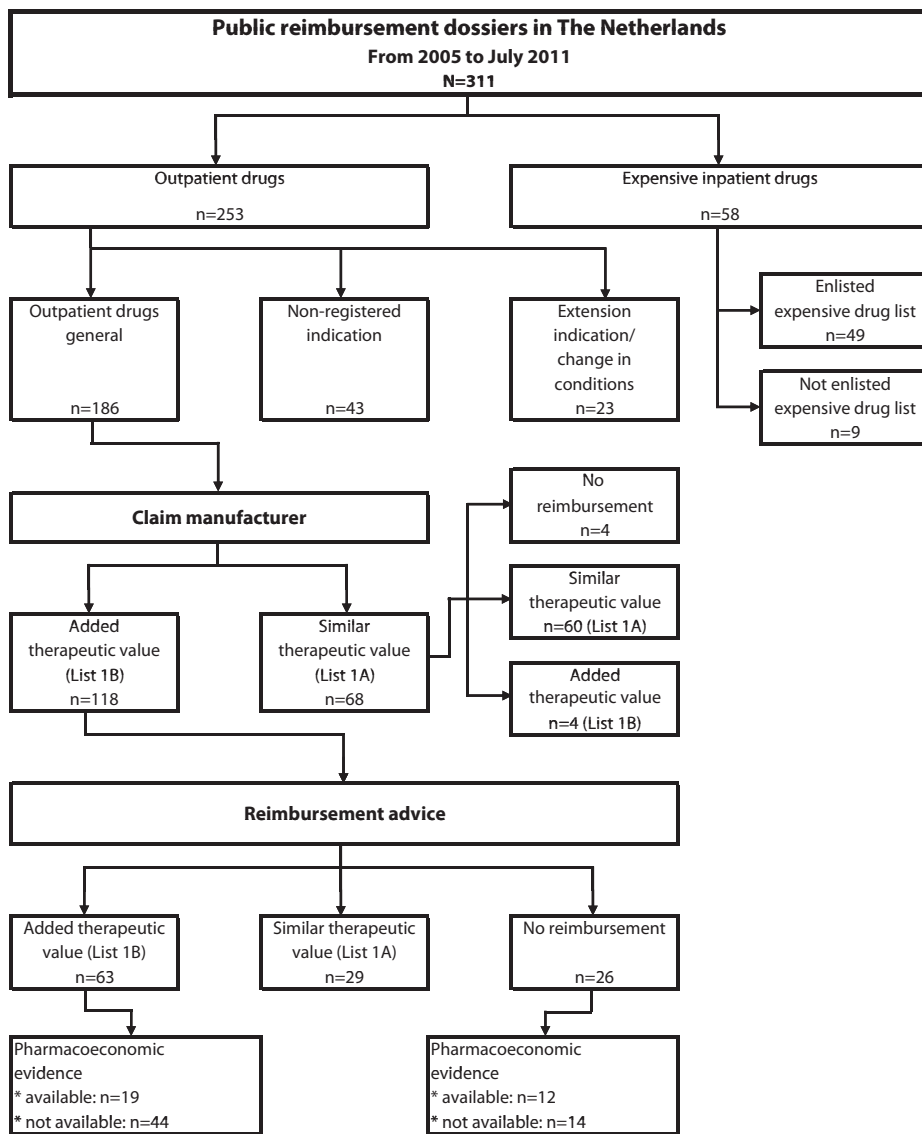 Public reimbursement dossiers in The Netherlands
From 2005 to July 2011
N=311
Outpatient drugs
n=253
Expensive inpatient drugs
n=58
Outpatient drugs
general
n=186
Non-registered
indication
n=43
Extension
indication/
change in
conditions
n=23
Enlisted
expensive drug list
n=49
Not enlisted
expensive drug list
n=9
Claim manufacturer
No
reimbursement
n=4
Similar
therapeutic value
n=60 (List 1A)
Added
therapeutic value
n=4 (List 1B)
Added
therapeutic value
(List 1B)
n=118
Similar
therapeutic value
(List 1A)
n=68
Reimbursement advice
Added therapeutic
value (List 1B)
n=63
Similar therapeutic
value (List 1A)
n=29
No reimbursement
n=26
Pharmacoeconomic
evidence
* available: n=19
* not available: n=44
Pharmacoeconomic
evidence
* available: n=12
* not available: n=14